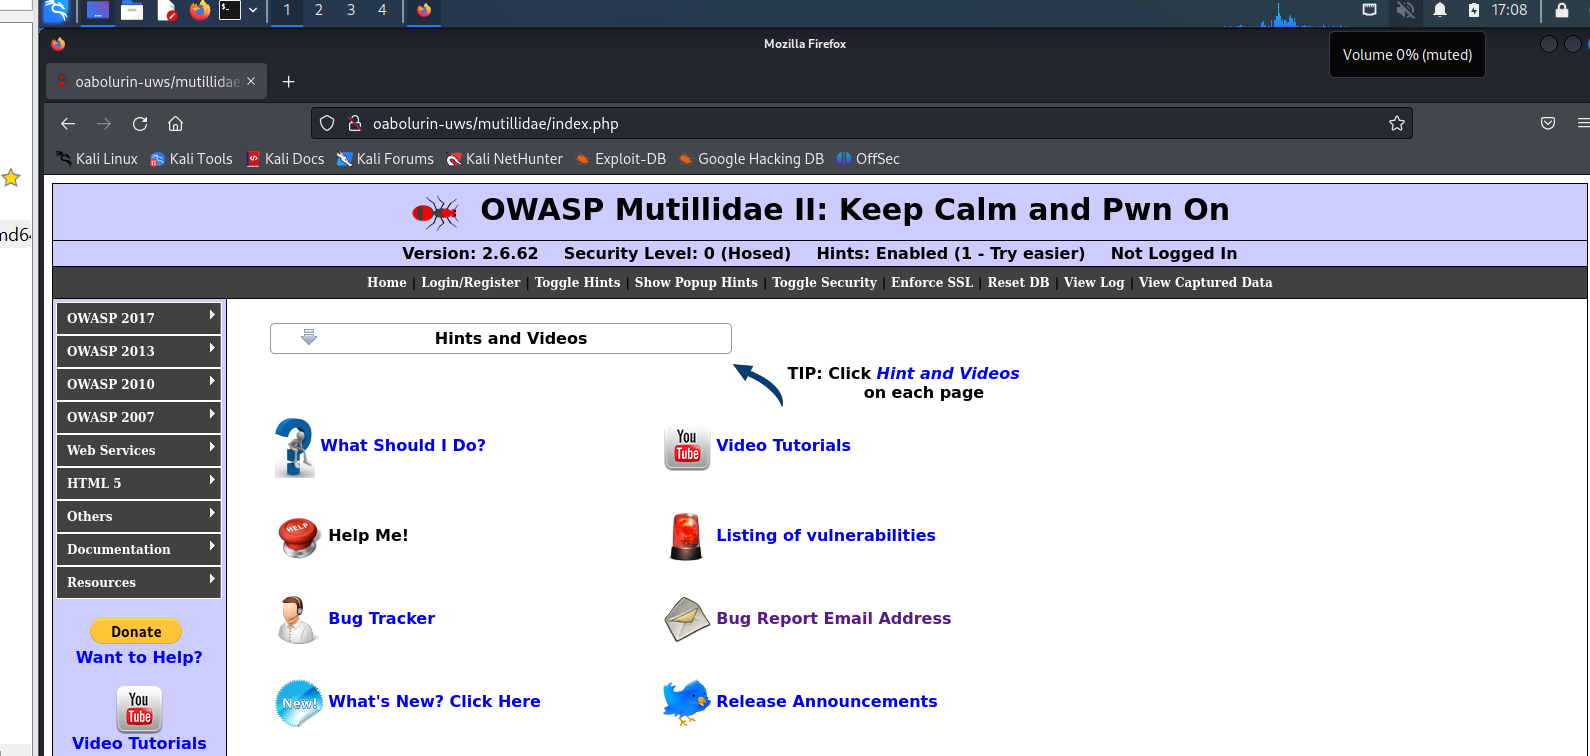 1 2 3 4
17:08
Mozilla Firefox
Volume 0% (muted)
oabolurin-uws/mutillidae
oabolurin-uws/mutillidae/index.php
Kali Linux Kali Tools Kali Docs Kali Forums Kali NetHunter Exploit-DB Google Hacking DB OffSec
OWASP Mutillidae II: Keep Calm and Pwn On
Version: 2.6.62 Security Level: 0 (Hosed) Hints: Enabled (1 - Try easier) Not Logged In
Home | Login/Register | Toggle Hints | Show Popup Hints | Toggle Security | Enforce SSL | Reset DB | View Log | View Captured Data
OWASP 2017
OWASP 2013
OWASP 2010
OWASP 2007
Web Services
HTML 5
Others
Documentation
Resources
Donate
Want to Help?
You
Tube
Video Tutorials
Hints and Videos
TIP: Click Hint and Videos
on each page
What Should I Do?
You
Tube
Video Tutorials
HELP
Help Me!
Listing of vulnerabilities
Bug Tracker
Bug Report Email Address
New!
What's New? Click Here
Release Announcements